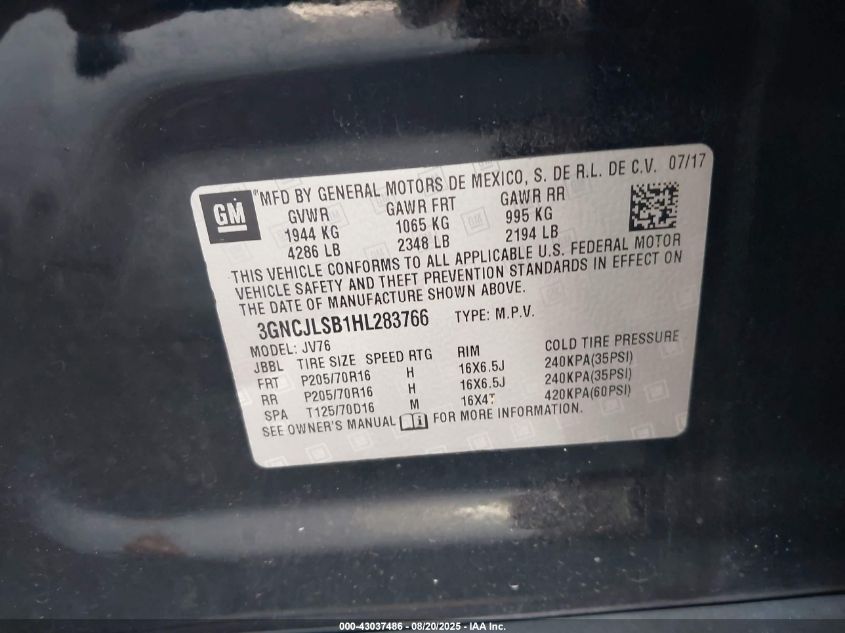 GM
MFD BY GENERAL MOTORS DE MEXICO, S. DE R.L. DE C.V. 07/17
GVWR GAWR FRT GAWR RR
1944 KG 1065 KG 995 KG
4286 LB 2348 LB 2194 LB
THIS VEHICLE CONFORMS TO ALL APPLICABLE U.S. FEDERAL MOTOR
VEHICLE SAFETY AND THEFT PREVENTION STANDARDS IN EFFECT ON
THE DATE OF MANUFACTURE SHOWN ABOVE.
3GNCJLSB1HL283766 TYPE: M.P.V.
MODEL: JV76
JBBL TIRE SIZE SPEED RTG RIM COLD TIRE PRESSURE
FRT P205/70R16 H 16X6.5J 240KPA(35PSI)
RR P205/70R16 H 16X6.5J 240KPA(35PSI)
SPA T125/70D16 M 16X4T 420KPA(60PSI)
SEE OWNER'S MANUAL FOR MORE INFORMATION.
000-43037486 - 08/20/2025 - IAA Inc.